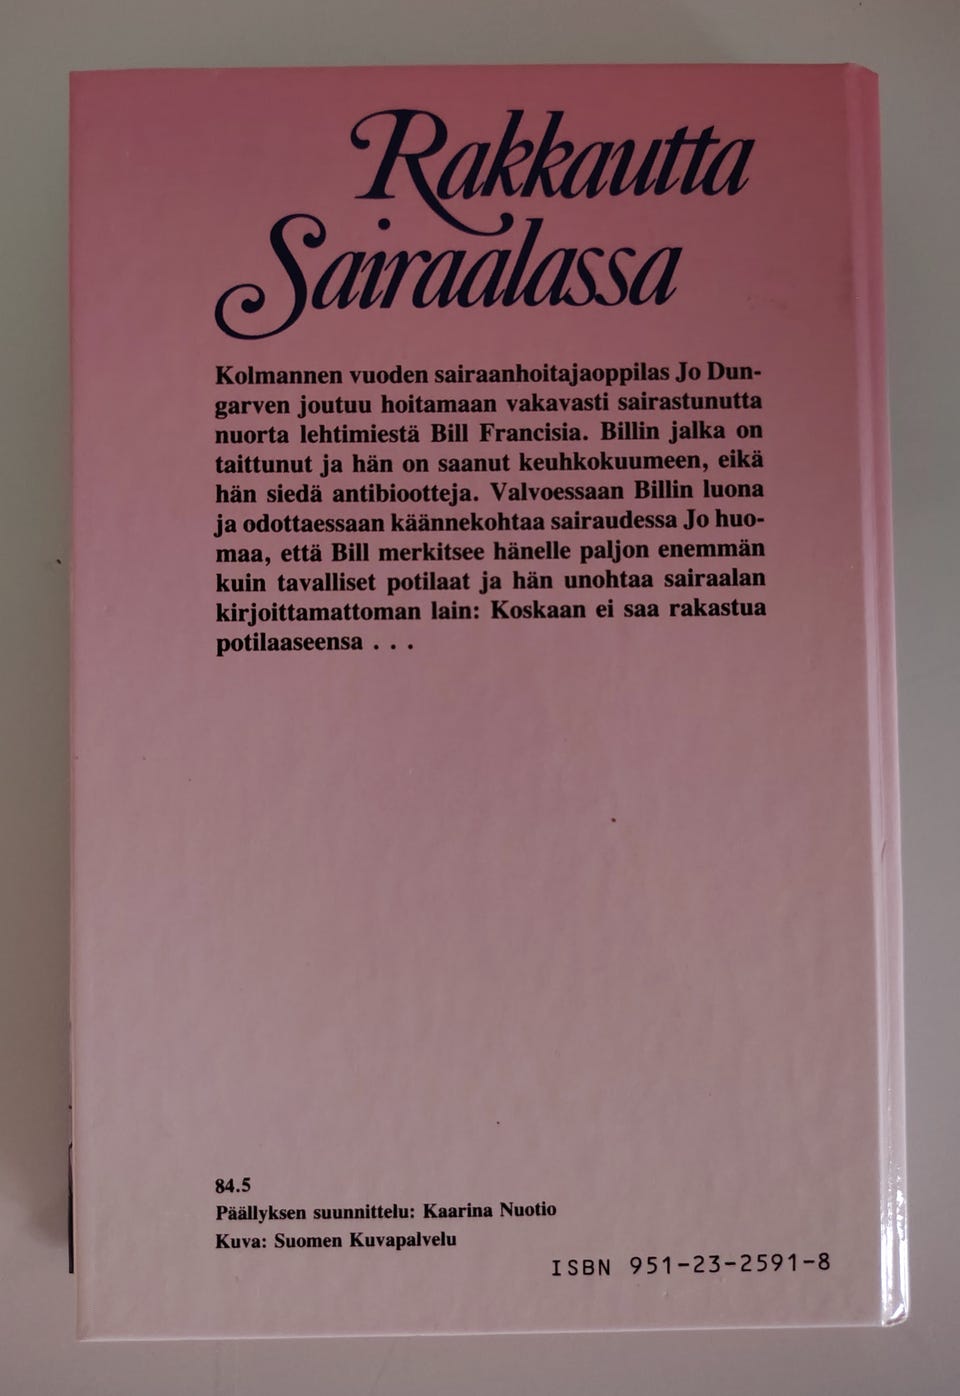 Rakkautta
Sairaalassa
Kolmannen vuoden sairaanhoitajaoppilas Jo Dun-
garven joutuu hoitamaan vakavasti sairastunutta
nuorta lehtimiestä Bill Francisia. Billin jalka on
taittunut ja hän on saanut keuhkokuumeen, eikä
hän siedä antibiootteja. Valvoessaan Billin luona
ja odottaessaan käännekohtaa sairaudessa Jo huo-
maa, että Bill merkitsee hänelle paljon enemmän
kuin tavalliset potilaat ja hän unohtaa sairaalan
kirjoittamattoman lain: Koskaan ei saa rakastua
potilaaseensa . . .
84.5
Päällyksen suunnittelu: Kaarina Nuotio
Kuva: Suomen Kuvapalvelu
ISBN 951-23-2591-8